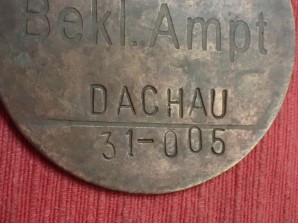 Bekl. Ampt
DACHAU
31-005